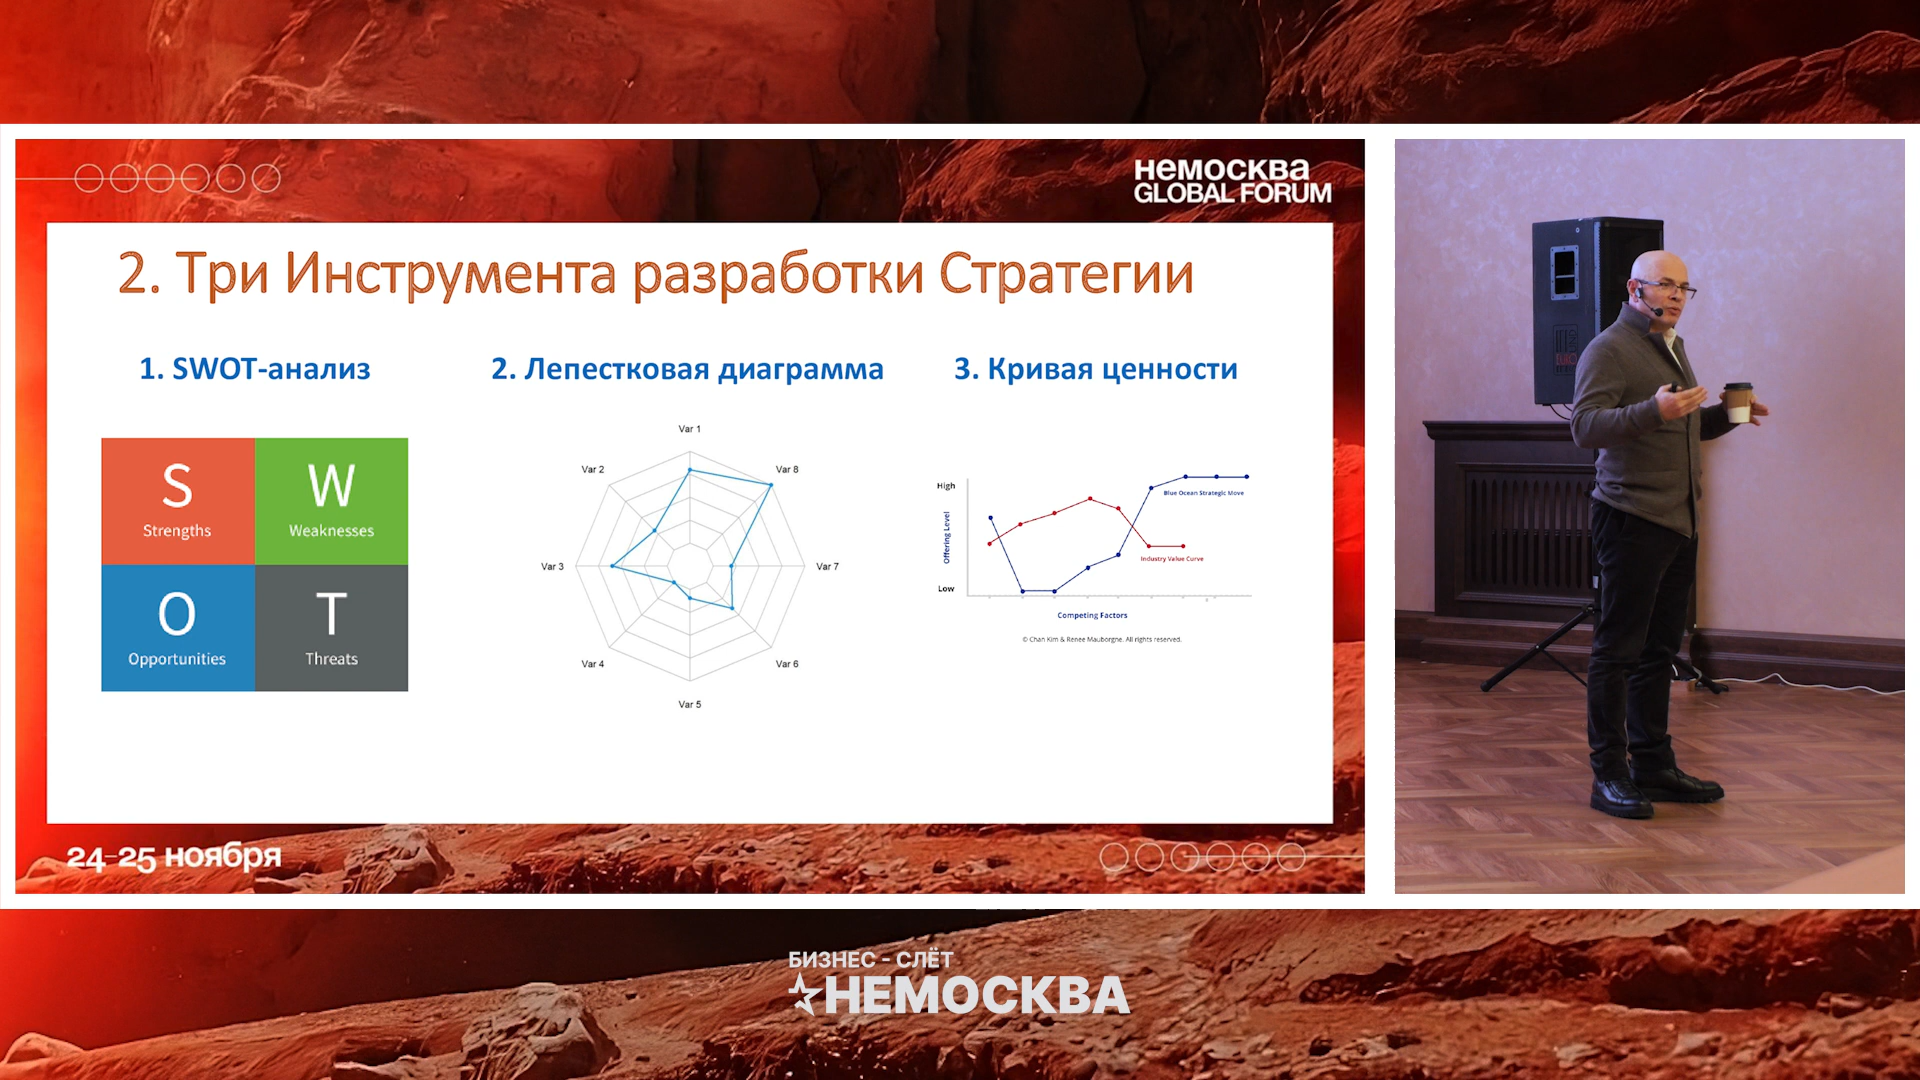 немосква
GLOBAL FORUM
2. Три Инструмента разработки Стратегии
1. SWOT-анализ
2. Лепестковая диаграмма
3. Кривая ценности
S
Strengths
W
Weaknesses
O
Opportunities
T
Threats
Var 1
Var 2
Var 8
Var 3
Var 7
Var 4
Var 6
Var 5
High
Offering Level
Low
Blue Ocean Strategic Move
Industry Value Curve
Competing Factors
© Chan Kim & Renee Mauborgne. All rights reserved.
24-25 ноября
БИЗНЕС - СЛЁТ
НЕМОСКВА